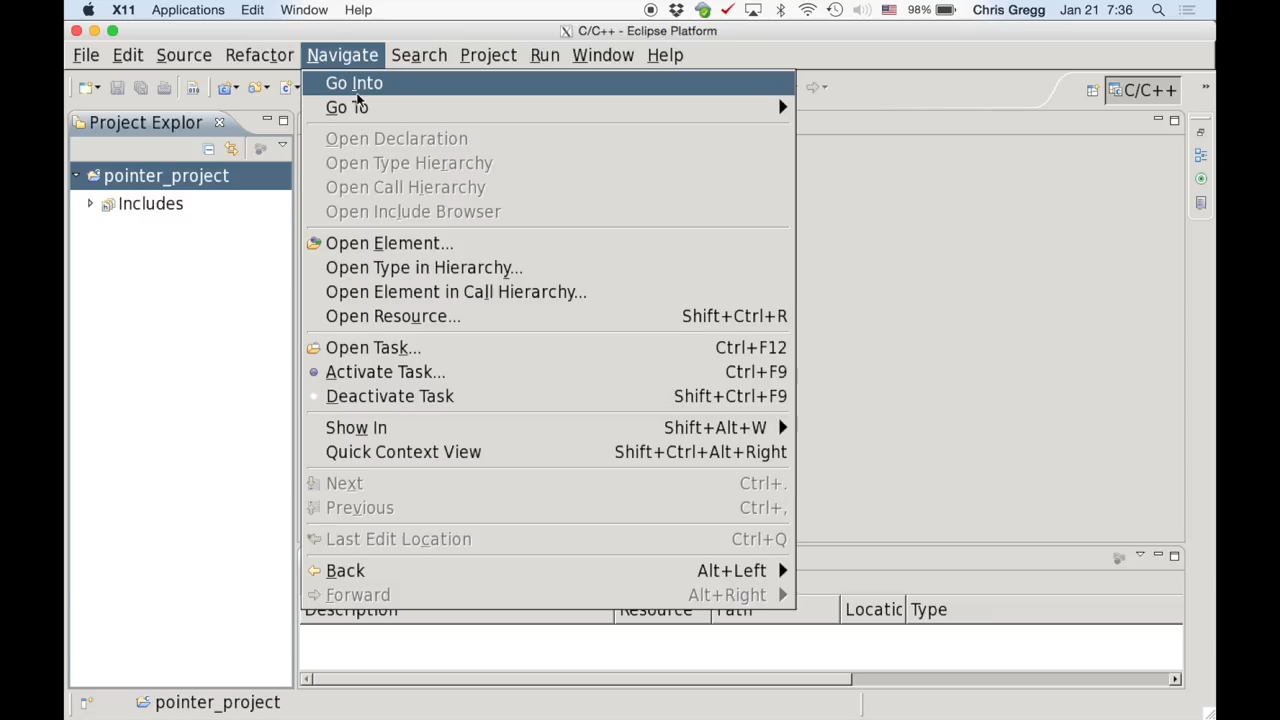 X11 Applications Edit Window Help 98% Chris Gregg Jan 21 7:36
C/C++ - Eclipse Platform
File Edit Source Refactor Navigate Search Project Run Window Help
C/C++
Project Explor
pointer_project
Includes
Go Into
Go To
Open Declaration
Open Type Hierarchy
Open Call Hierarchy
Open Include Browser
Open Element...
Open Type in Hierarchy...
Open Element in Call Hierarchy...
Open Resource... Shift+Ctrl+R
Open Task... Ctrl+F12
Activate Task... Ctrl+F9
Deactivate Task Shift+Ctrl+F9
Show In Shift+Alt+W
Quick Context View Shift+Ctrl+Alt+Right
Next Ctrl+.
Previous Ctrl+,
Last Edit Location Ctrl+Q
Back Alt+Left
Forward Alt+Right
Description Resource Path Locatic Type
pointer_project